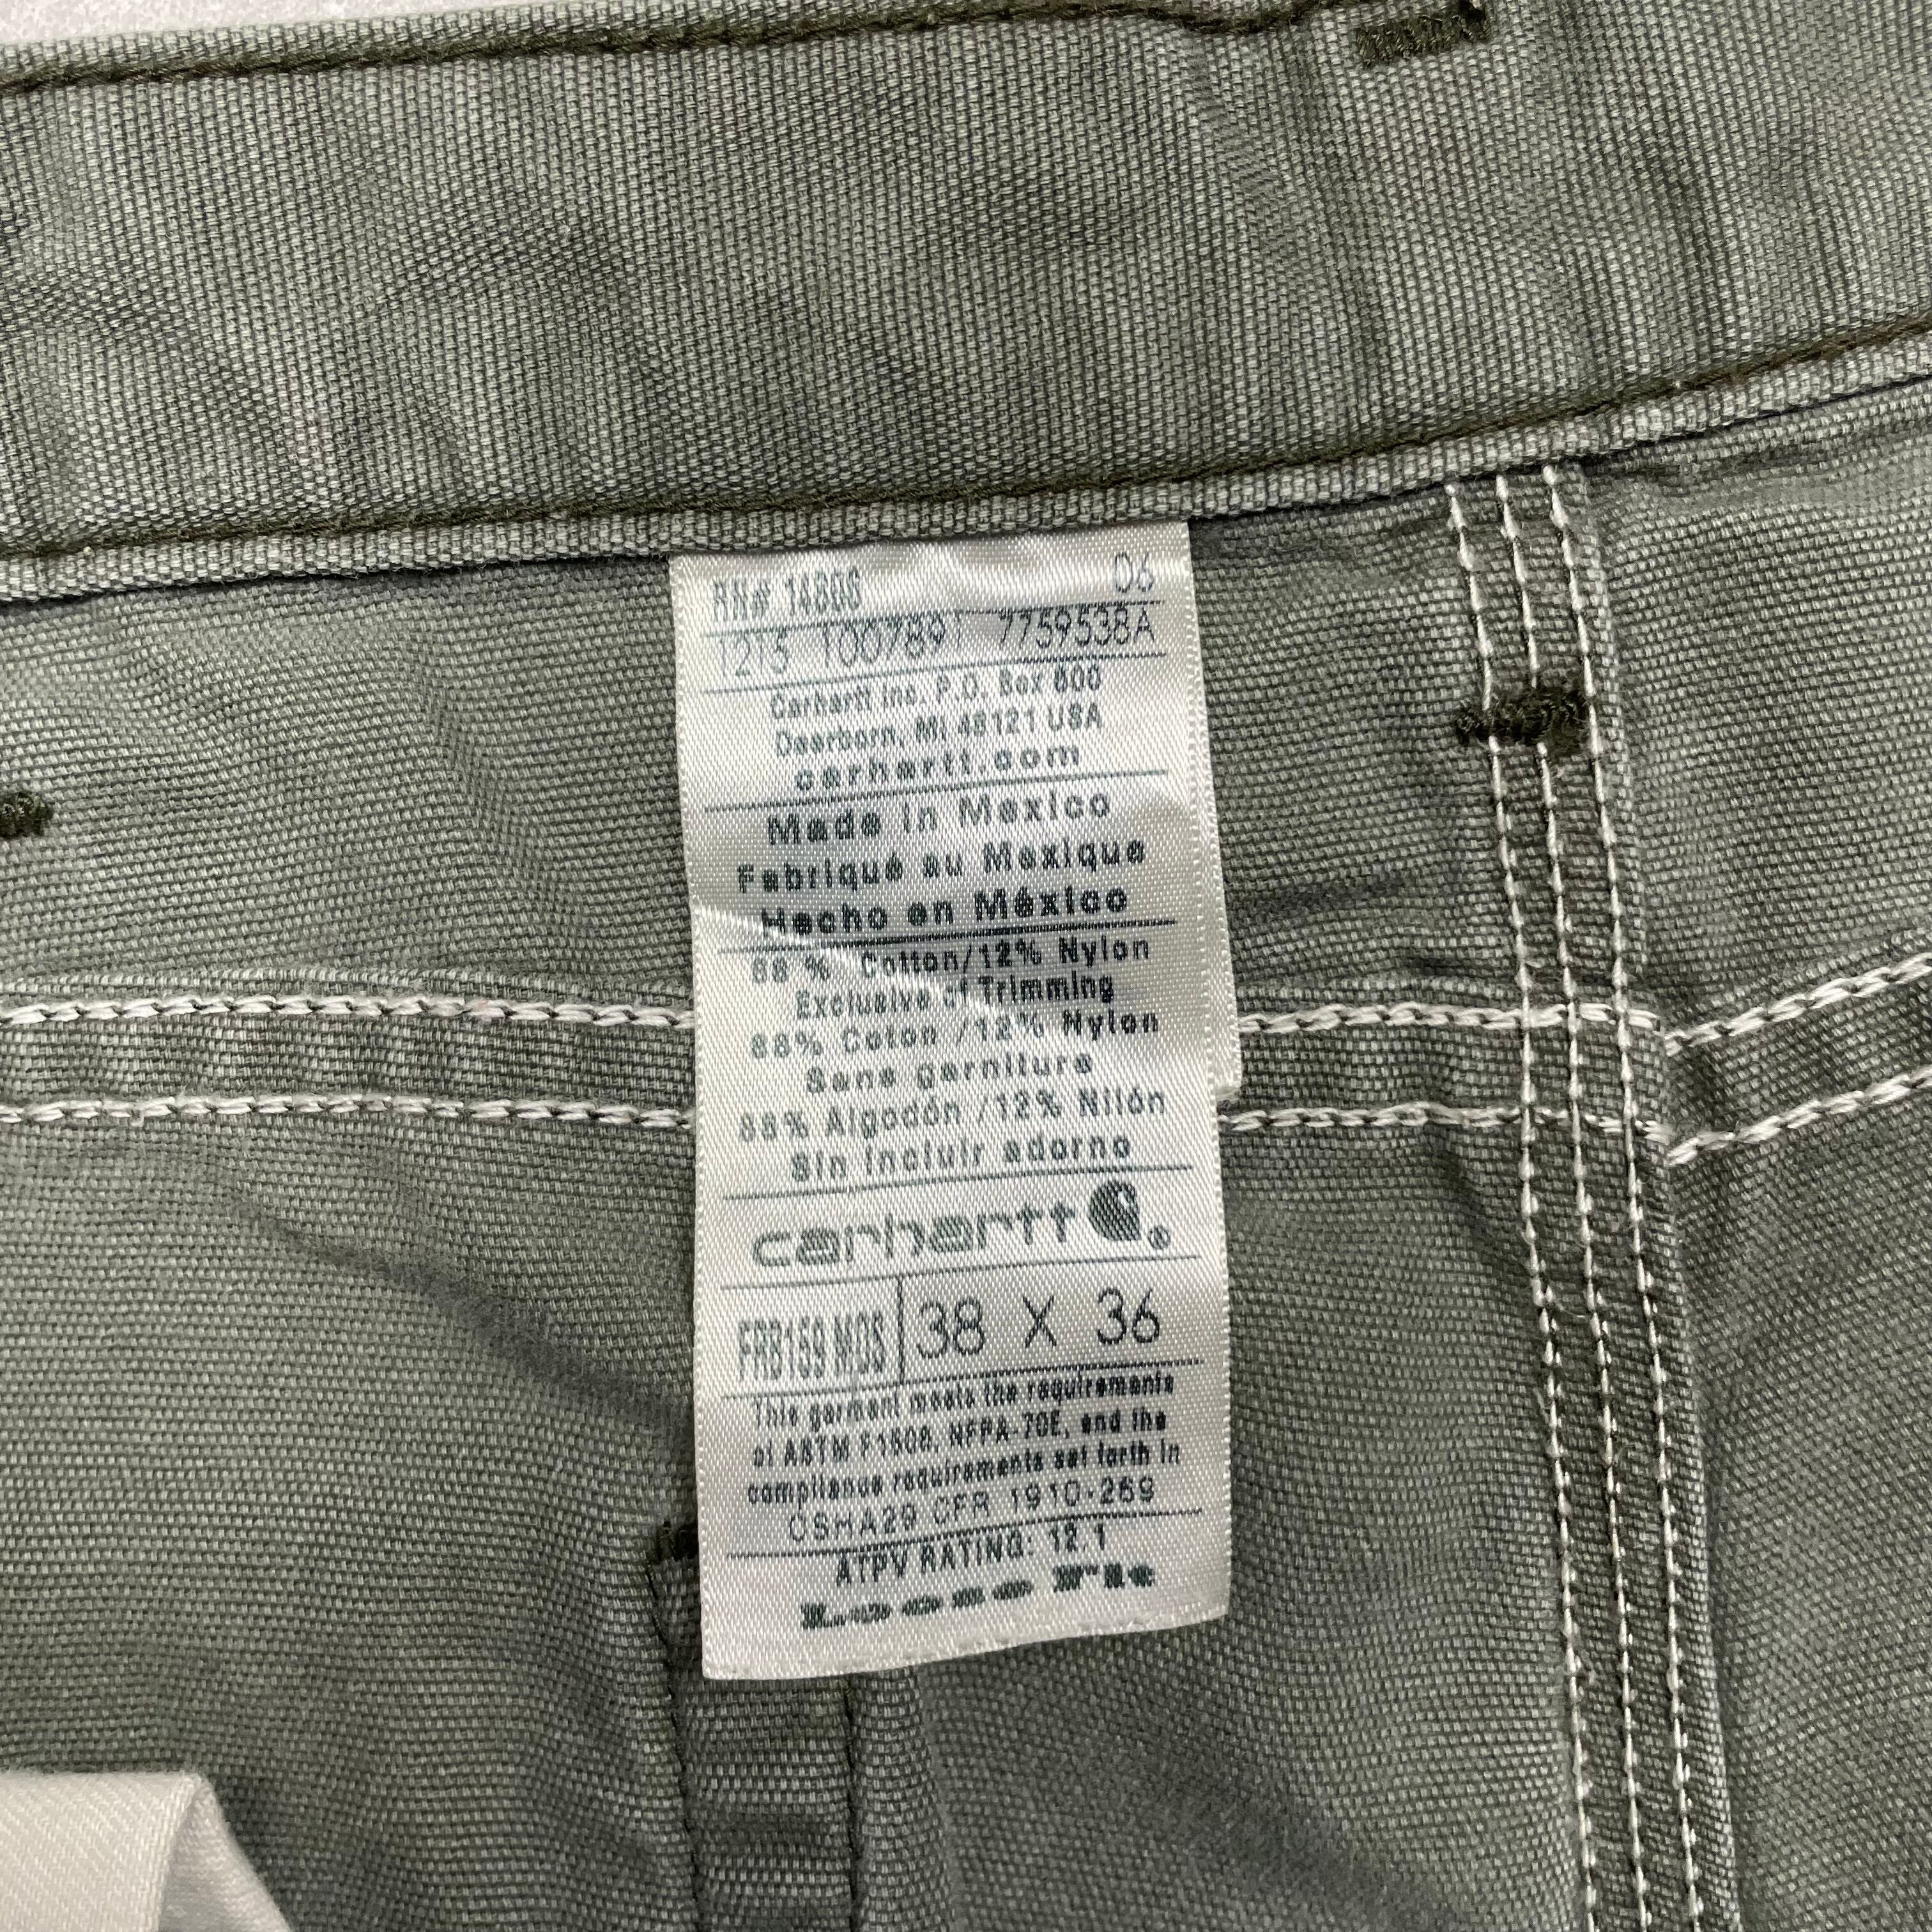 RN# 14806 06
1215 1007891 7759538A
Carhartt Inc. P.O. Box 600
Dearborn, MI 48121 USA
carhartt.com
Made in Mexico
Fabriqué au Mexique
Hecho en México
88% Cotton/12% Nylon
Exclusive of Trimming
88% Coton /12% Nylon
Sans garniture
88% Algodón /12% Nilón
Sin incluir adorno
carhartt ®
FRB159 MOS 38 X 36
This garment meets the requirements
of ASTM F1506, NFPA-70E, and the
compliance requirements set forth in
OSHA29 CFR 1910-269
ATPV RATING: 12.1
Loose Fit